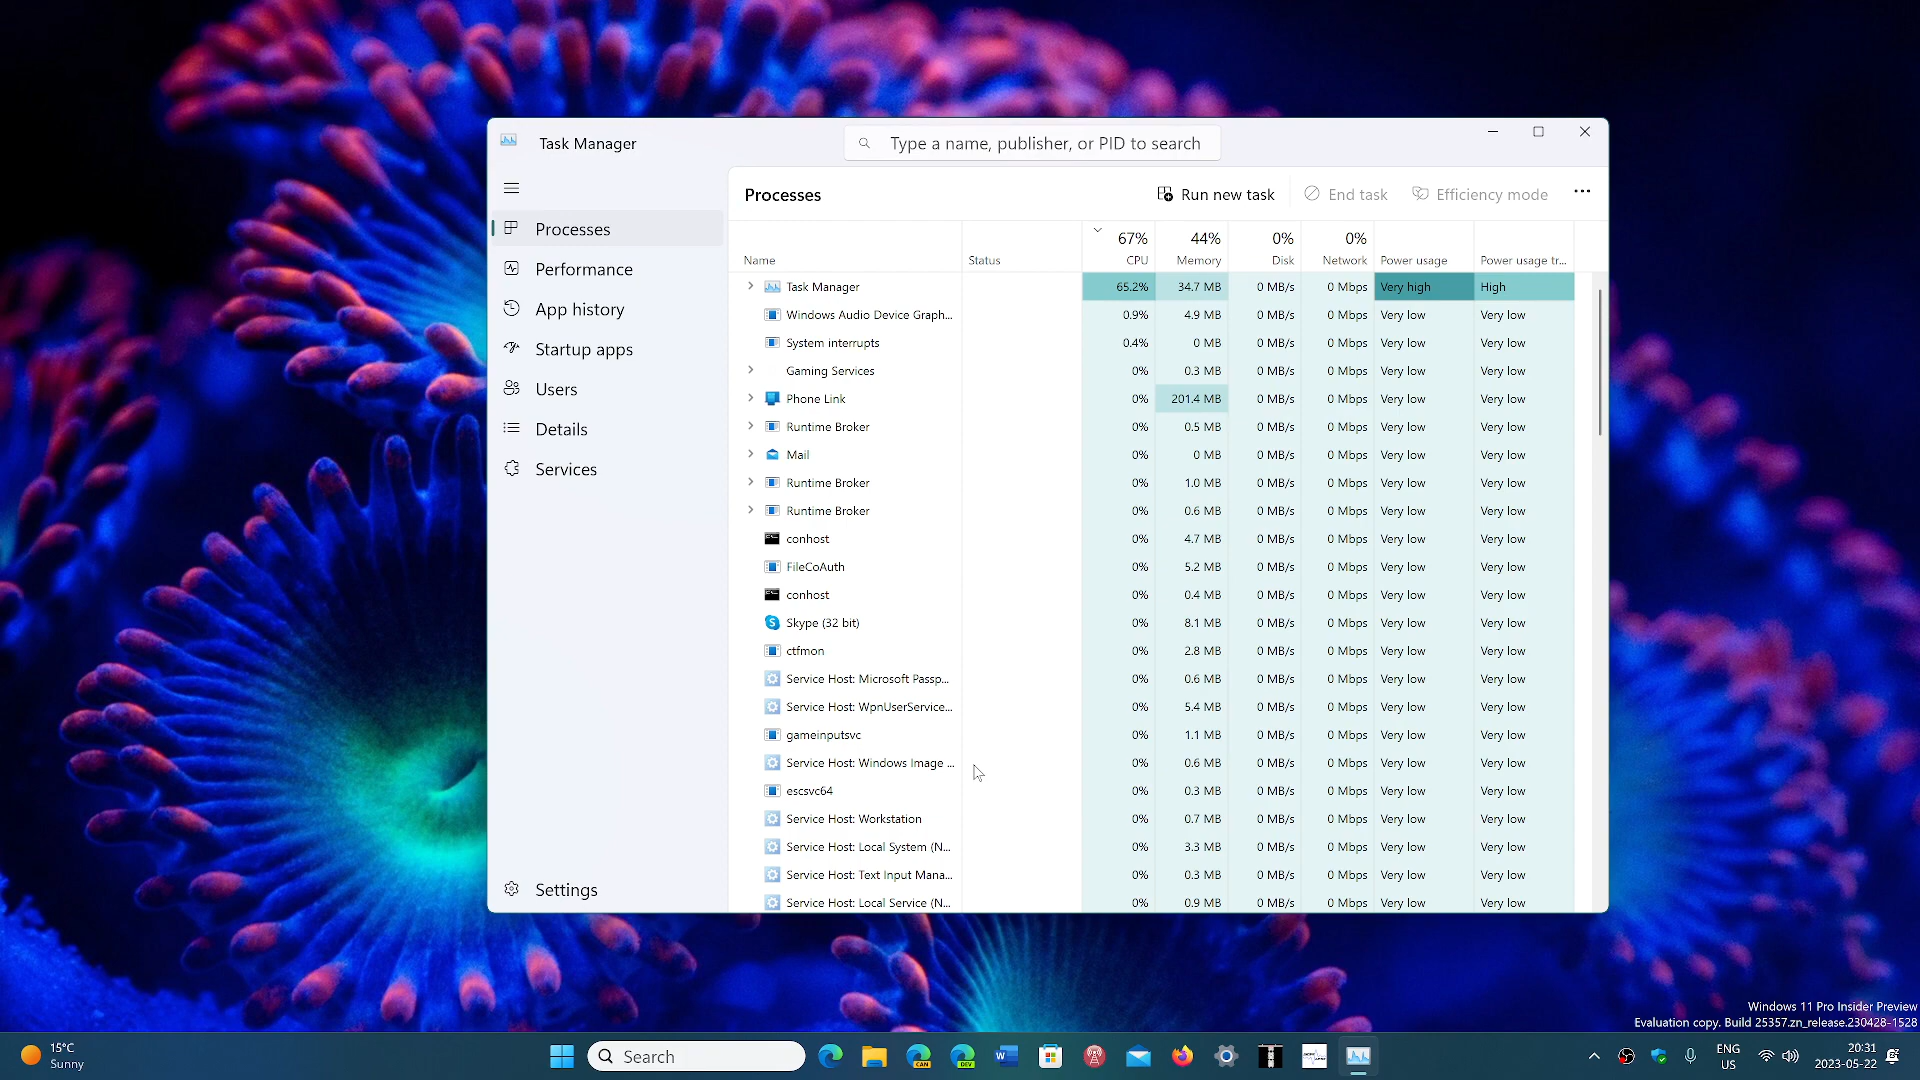 Task Manager
Type a name, publisher, or PID to search
Processes
Performance
App history
Startup apps
Users
Details
Services
Settings
Processes
Run new task
End task
Efficiency mode
67% 44% 0% 0%
Name Status CPU Memory Disk Network Power usage Power usage tr...
Task Manager 65.2% 34.7 MB 0 MB/s 0 Mbps Very high High
Windows Audio Device Graph... 0.9% 4.9 MB 0 MB/s 0 Mbps Very low Very low
System interrupts 0.4% 0 MB 0 MB/s 0 Mbps Very low Very low
Gaming Services 0% 0.3 MB 0 MB/s 0 Mbps Very low Very low
Phone Link 0% 201.4 MB 0 MB/s 0 Mbps Very low Very low
Runtime Broker 0% 0.5 MB 0 MB/s 0 Mbps Very low Very low
Mail 0% 0 MB 0 MB/s 0 Mbps Very low Very low
Runtime Broker 0% 1.0 MB 0 MB/s 0 Mbps Very low Very low
Runtime Broker 0% 0.6 MB 0 MB/s 0 Mbps Very low Very low
conhost 0% 4.7 MB 0 MB/s 0 Mbps Very low Very low
FileCoAuth 0% 5.2 MB 0 MB/s 0 Mbps Very low Very low
conhost 0% 0.4 MB 0 MB/s 0 Mbps Very low Very low
Skype (32 bit) 0% 8.1 MB 0 MB/s 0 Mbps Very low Very low
ctfmon 0% 2.8 MB 0 MB/s 0 Mbps Very low Very low
Service Host: Microsoft Passp... 0% 0.6 MB 0 MB/s 0 Mbps Very low Very low
Service Host: WpnUserService... 0% 5.4 MB 0 MB/s 0 Mbps Very low Very low
gameinputsvc 0% 1.1 MB 0 MB/s 0 Mbps Very low Very low
Service Host: Windows Image ... 0% 0.6 MB 0 MB/s 0 Mbps Very low Very low
escsvc64 0% 0.3 MB 0 MB/s 0 Mbps Very low Very low
Service Host: Workstation 0% 0.7 MB 0 MB/s 0 Mbps Very low Very low
Service Host: Local System (N... 0% 3.3 MB 0 MB/s 0 Mbps Very low Very low
Service Host: Text Input Mana... 0% 0.3 MB 0 MB/s 0 Mbps Very low Very low
Service Host: Local Service (N... 0% 0.9 MB 0 MB/s 0 Mbps Very low Very low
Windows 11 Pro Insider Preview
Evaluation copy. Build 25357.zn_release.230428-1528
15°C
Sunny
Search
CAN
DEV
W
ENG
US
20:31
2023-05-22